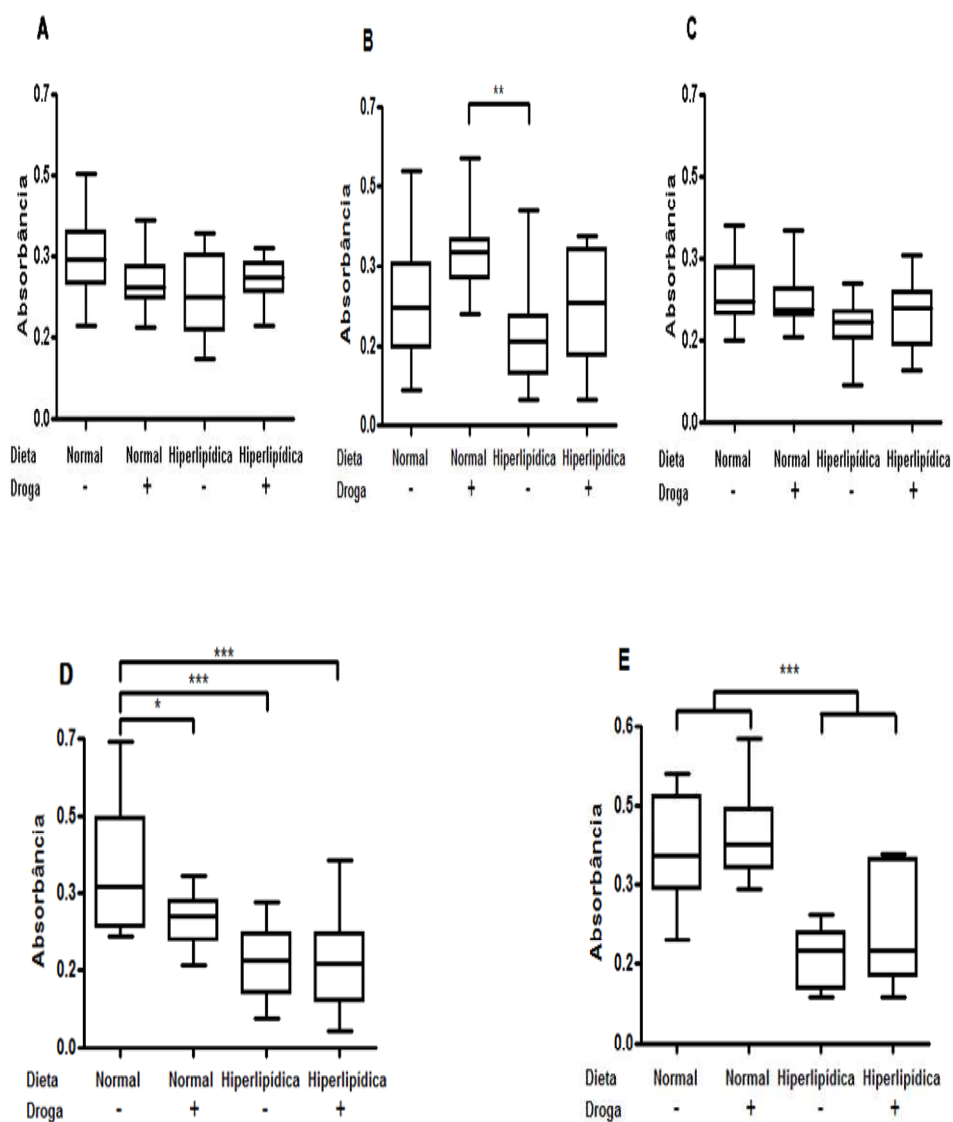 A
B
C
0.7
0.5
0.3
0.2
0.0
Absorbância
Dieta Normal Normal Hiperlipídica Hiperlipídica
Droga - + - +
**
0.7
0.5
0.3
0.2
0.0
Absorbância
Dieta Normal Normal Hiperlipídica Hiperlipídica
Droga - + - +
0.7
0.5
0.3
0.2
0.0
Absorbância
Dieta Normal Normal Hiperlipídica Hiperlipídica
Droga - + - +
D
***
***
*
0.7
0.5
0.3
0.2
0.0
Absorbância
Dieta Normal Normal Hiperlipídica Hiperlipídica
Droga - + - +
E
***
0.6
0.5
0.3
0.2
0.0
Absorbância
Dieta Normal Normal Hiperlipídica Hiperlipídica
Droga - + - +